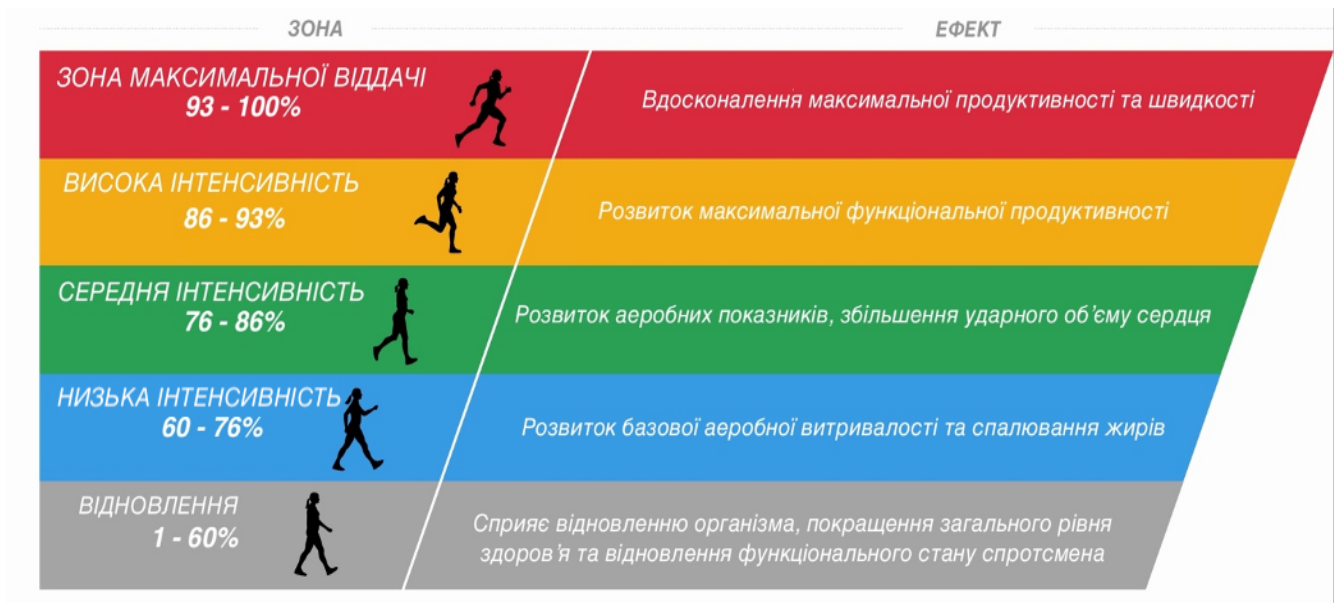 ЗОНА
ЕФЕКТ
ЗОНА МАКСИМАЛЬНОЇ ВІДДАЧІ
93 - 100%
Вдосконалення максимальної продуктивності та швидкості
ВИСОКА ІНТЕНСИВНІСТЬ
86 - 93%
Розвиток максимальної функціональної продуктивності
СЕРЕДНЯ ІНТЕНСИВНІСТЬ
76 - 86%
Розвиток аеробних показників, збільшення ударного об'єму сердця
НИЗЬКА ІНТЕНСИВНІСТЬ
60 - 76%
Розвиток базової аеробної витривалості та спалювання жирів
ВІДНОВЛЕННЯ
1 - 60%
Сприяє відновленню організма, покращення загального рівня
здоров'я та відновлення функціонального стану спротсмена